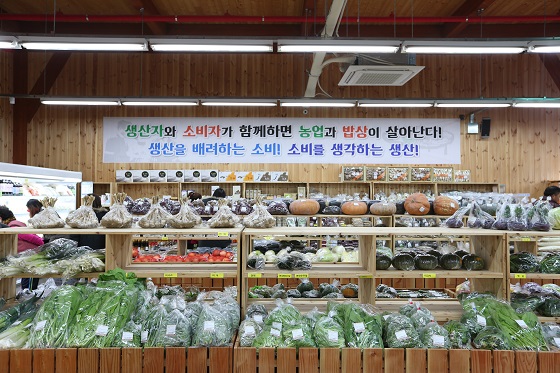 생산자와 소비자가 함께하면 농업과 밥상이 살아난다!
생산을 배려하는 소비! 소비를 생각하는 생산!